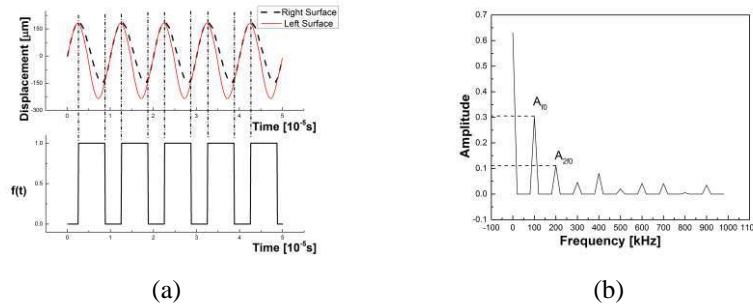 Right Surface
Left Surface
Displacement [μm]
150
0
-150
-300
0 1 2 3 4 5
Time [10⁻⁵s]
f(t)
1.0
0.5
0.0
0 1 2 3 4 5
Time [10⁻⁵s]
(a)
Amplitude
0.6
0.5
0.4
0.3
0.2
0.1
0.0
-0.1
A_f0
A_2f0
-100 0 100 200 300 400 500 600 700 800 900 1000 110
Frequency [kHz]
(b)